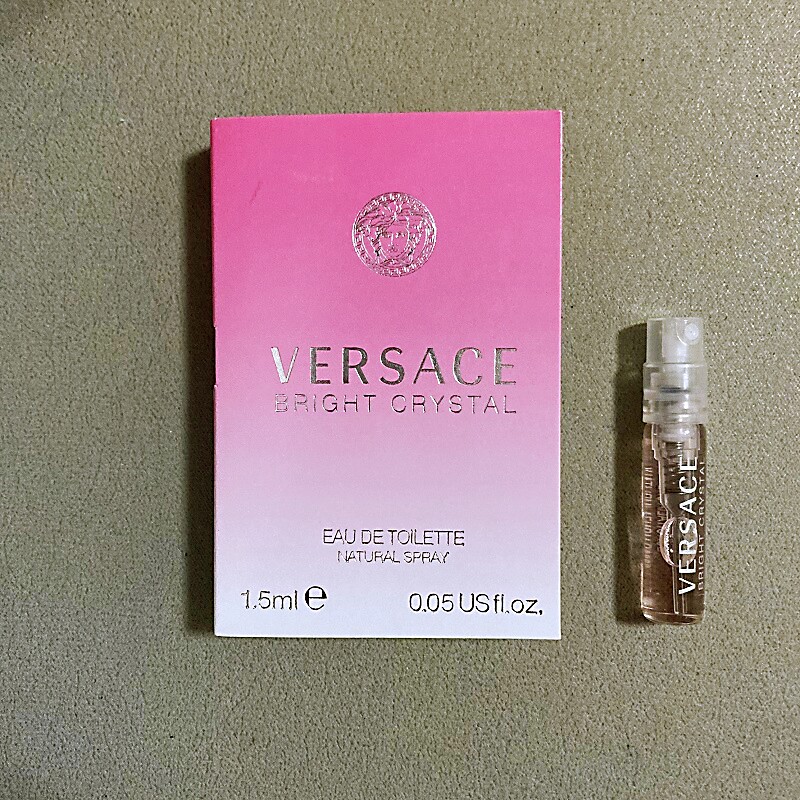 VERSACE
BRIGHT CRYSTAL
EAU DE TOILETTE
NATURAL SPRAY
1.5ml e
0.05 US fl.oz.
VERSACE
BRIGHT CRYSTAL